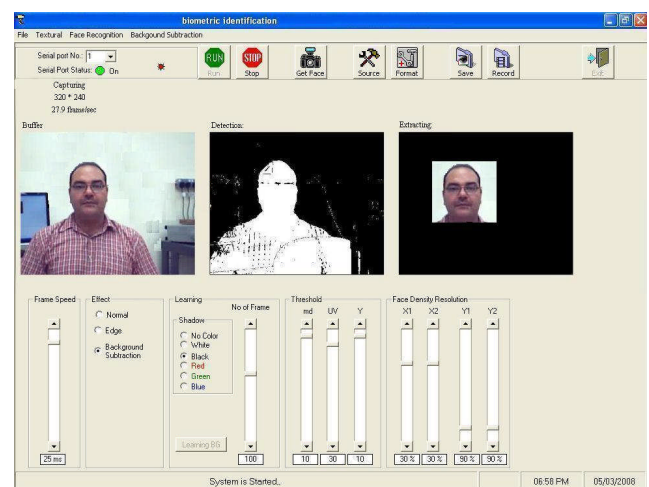 biometric identification
File Textural Face Recognition Backgound Subtraction
Serial port No.: 1
Serial Port Status: On
Run Stop Get Face Source Format Save Record Exit
RUN STOP
Capturing
320 * 240
27.9 frame/sec
Buffer Detection: Extracting:
Frame Speed
25 ms
Effect
Normal
Edge
Background
Subtraction
Learning
No of Frame
Shadow
No Color
White
Black
Red
Green
Blue
Learning BG
100
Threshold
md UV Y
10 30 10
Face Density Resolution
X1 X2 Y1 Y2
30 % 30 % 90 % 90 %
System is Started,.
06:58 PM 05/03/2008